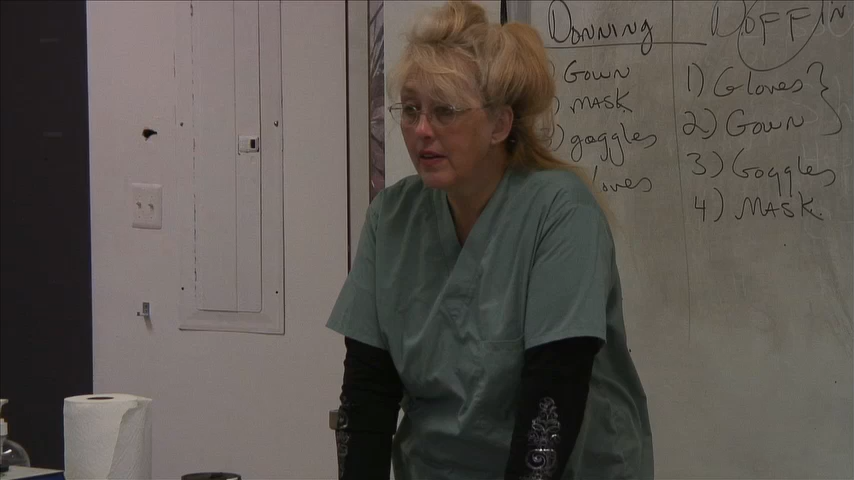 Donning
Doffin
Gown
MASK
goggles
loves
1) Gloves }
2) Gown
3) Goggles
4) MASK